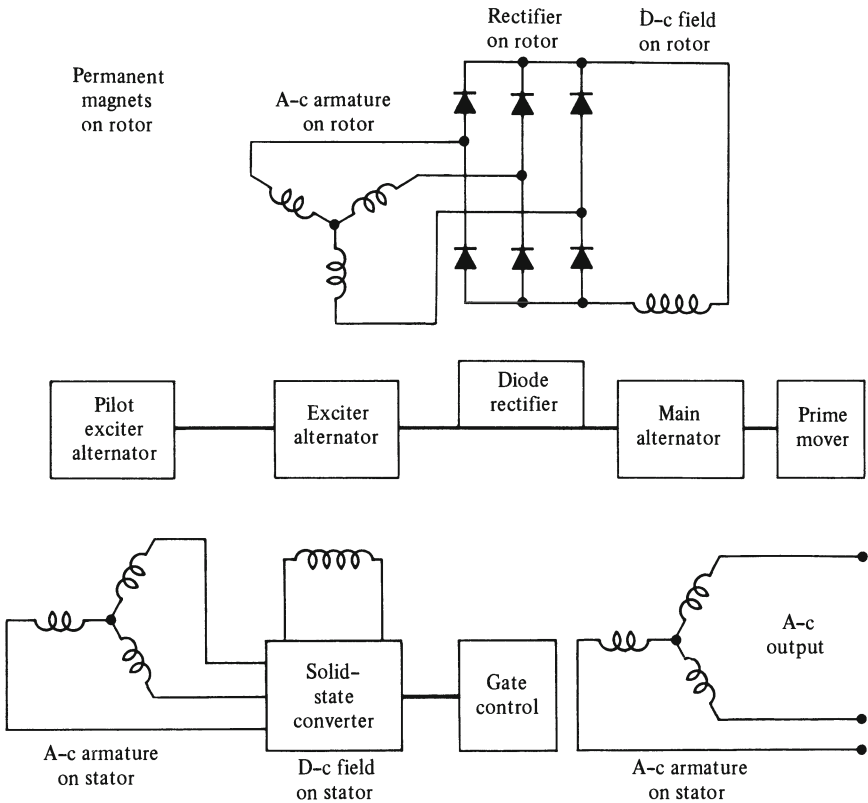 Rectifier
on rotor
D-c field
on rotor
Permanent
magnets
on rotor
A-c armature
on rotor
Pilot
exciter
alternator
Exciter
alternator
Diode
rectifier
Main
alternator
Prime
mover
Solid-
state
converter
Gate
control
A-c
output
A-c armature
on stator
D-c field
on stator
A-c armature
on stator